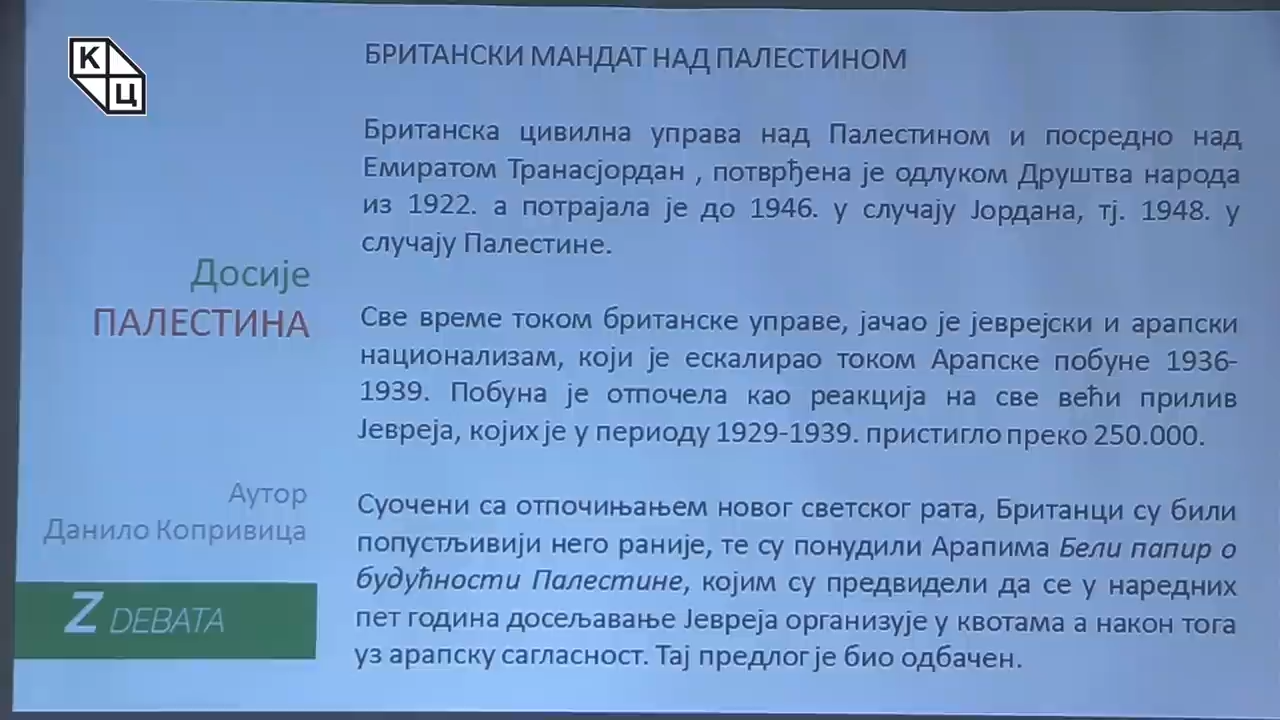 К
Ц
БРИТАНСКИ МАНДАТ НАД ПАЛЕСТИНОМ
Британска цивилна управа над Палестином и посредно над
Емиратом Транасјордан , потврђена је одлуком Друштва народа
из 1922. а потрајала је до 1946. у случају Јордана, тј. 1948. у
случају Палестине.
Досије
ПАЛЕСТИНА
Све време током британске управе, јачао је јеврејски и арапски
национализам, који је ескалирао током Арапске побуне 1936-
1939. Побуна је отпочела као реакција на све већи прилив
Јевреја, којих је у периоду 1929-1939. пристигло преко 250.000.
Аутор
Данило Копривица
Суочени са отпочињањем новог светског рата, Британци су били
попустљивији него раније, те су понудили Арапима Бели папир о
будућности Палестине, којим су предвидели да се у наредних
пет година досељавање Јевреја организује у квотама а након тога
уз арапску сагласност. Тај предлог је био одбачен.
Z DEBATA